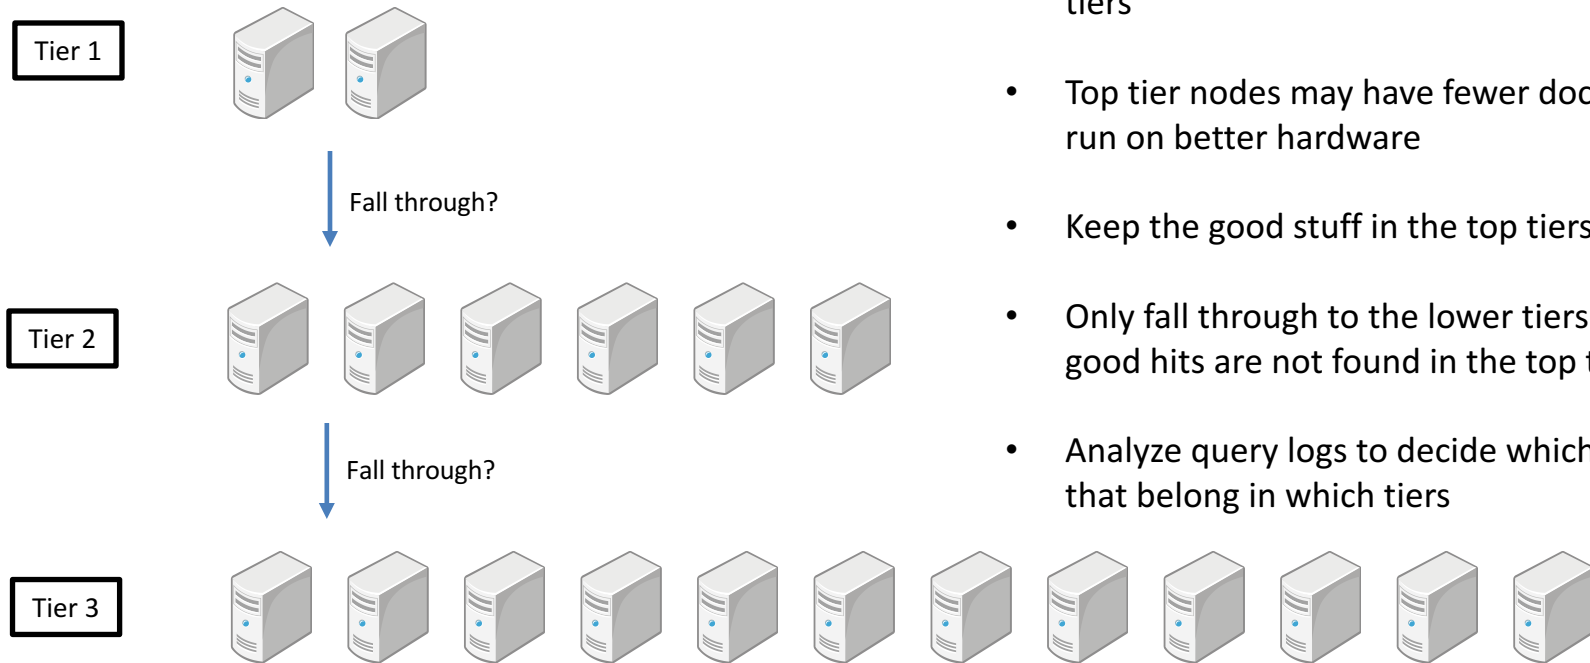 tiers
Tier 1
• Top tier nodes may have fewer
run on better hardware
Fall through?
• Keep the good stuff in the top tiers
• Only fall through to the lower tiers
good hits are not found in the top
Tier 2
• Analyze query logs to decide which
that belong in which tiers
Fall through?
Tier 3